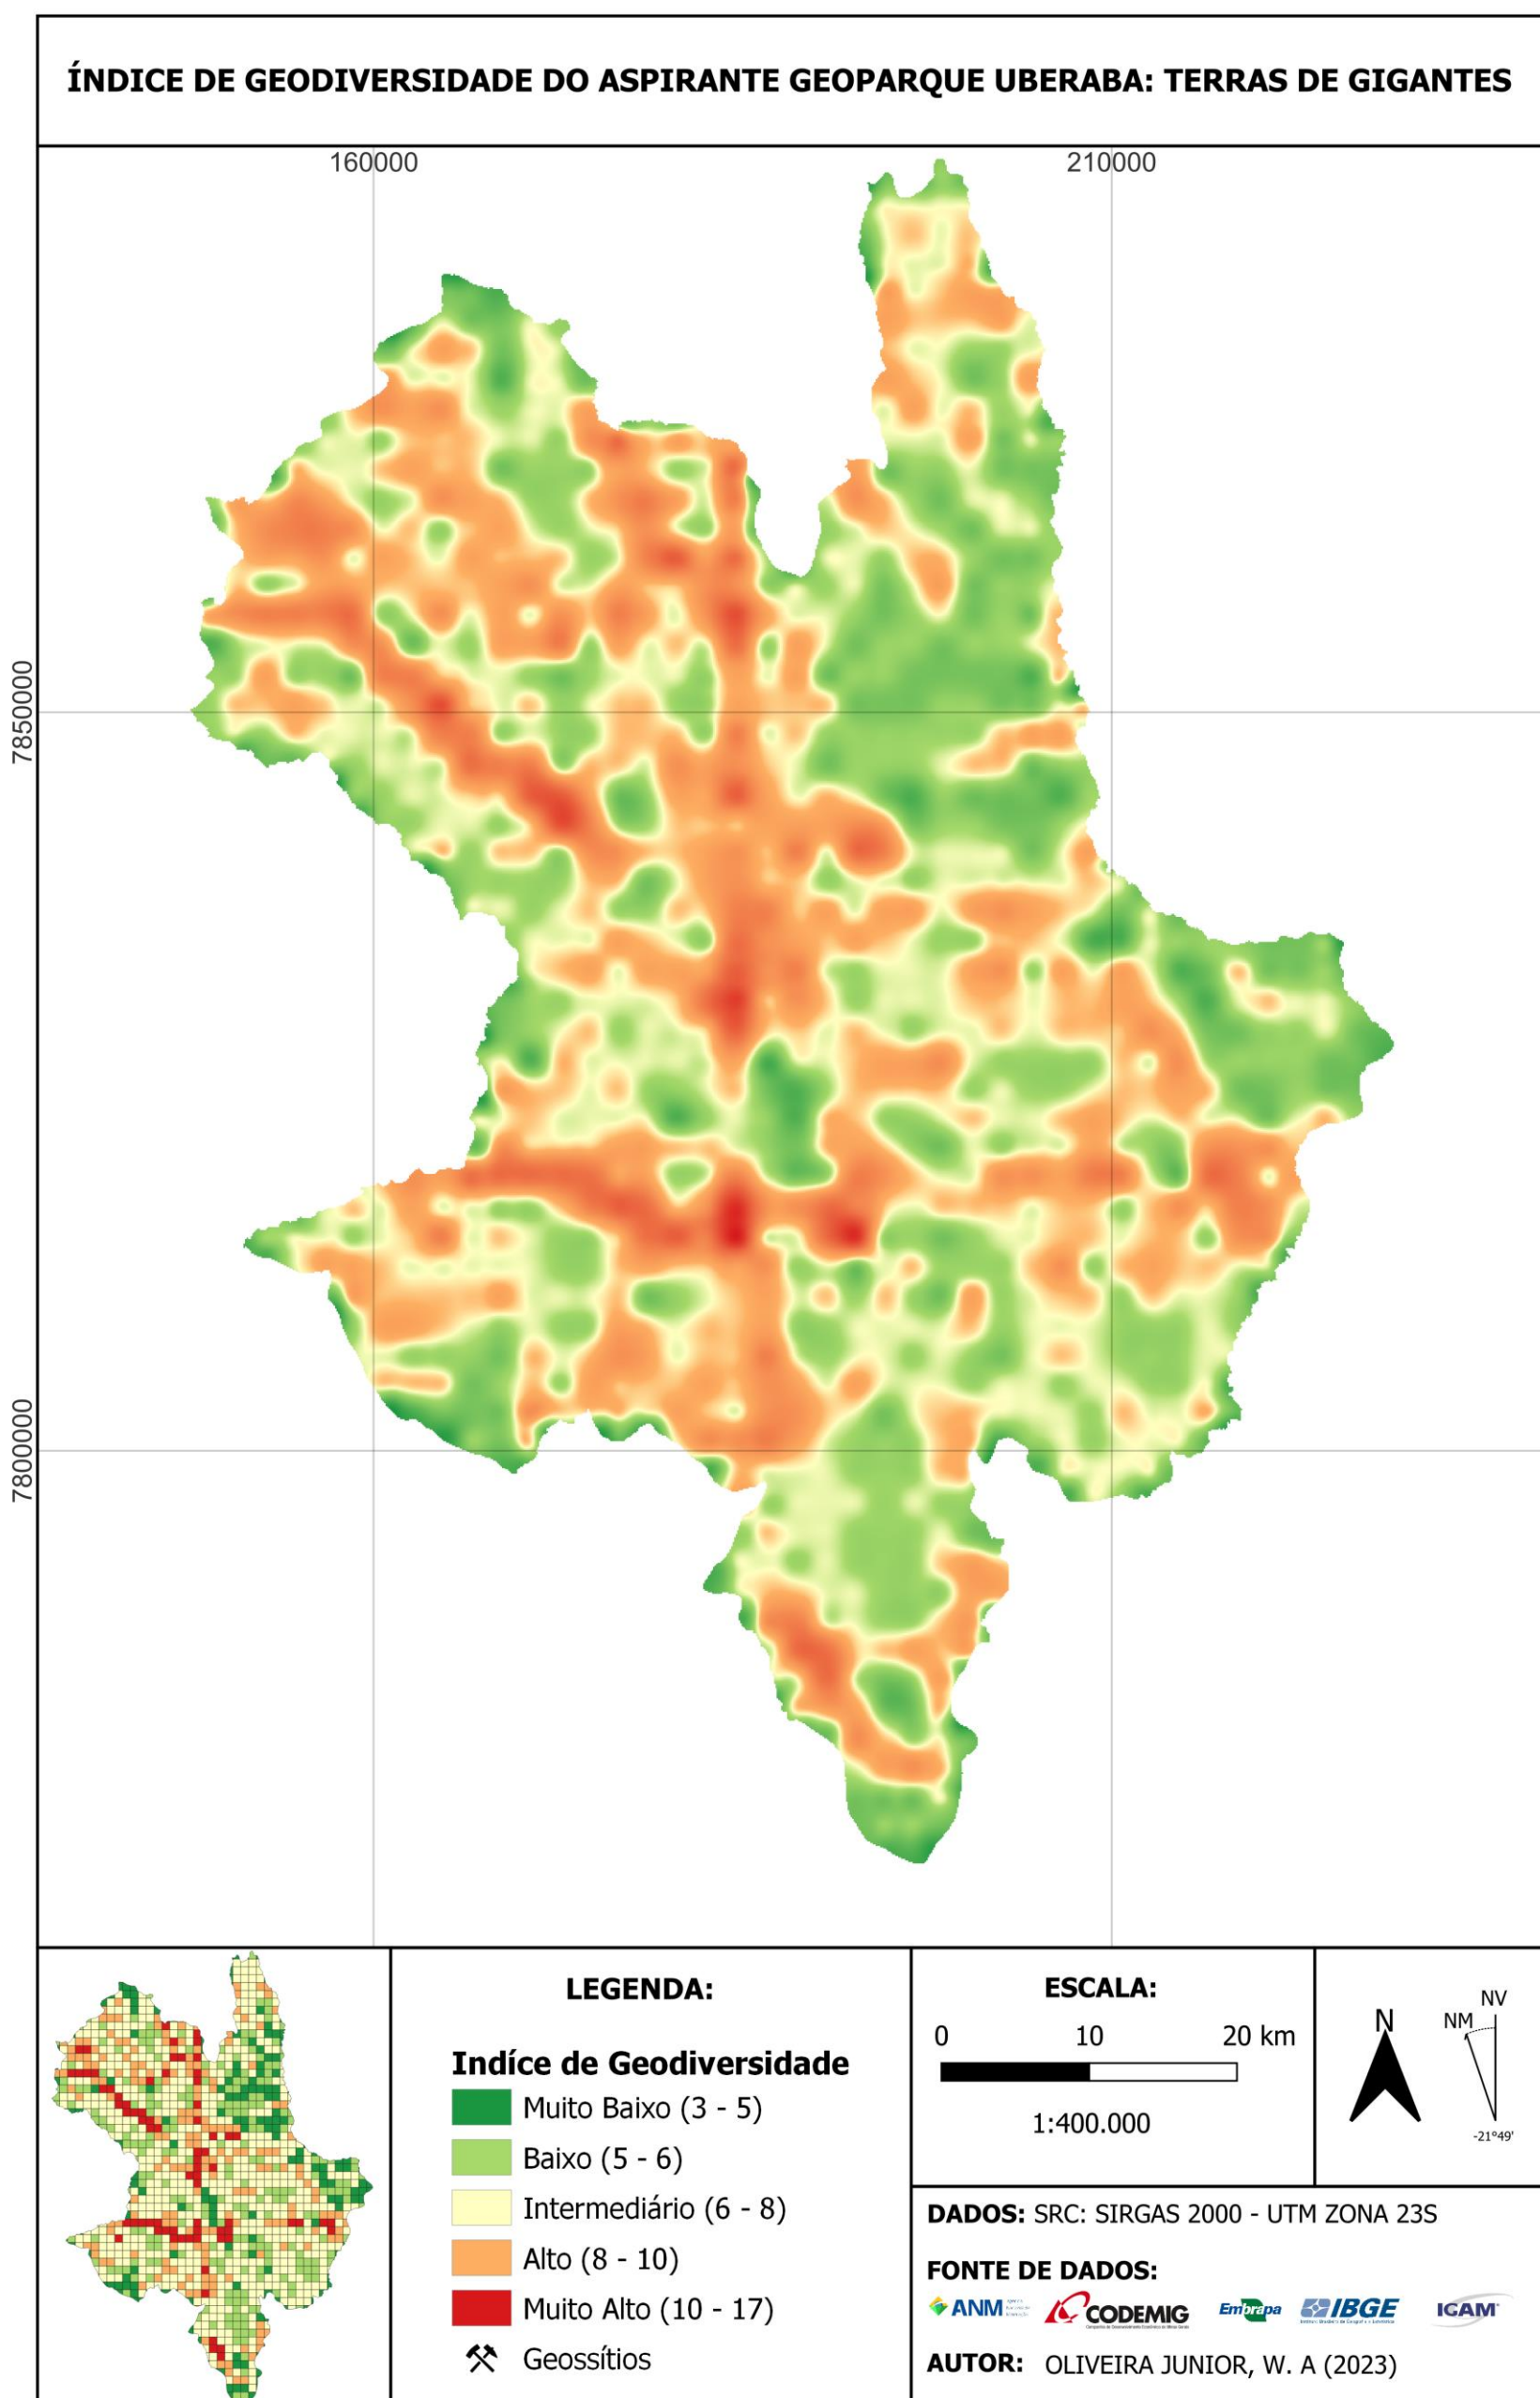 ÍNDICE DE GEODIVERSIDADE DO ASPIRANTE GEOPARQUE UBERABA: TERRAS DE GIGANTES
160000
210000
7850000
7800000
LEGENDA:
Indíce de Geodiversidade
Muito Baixo (3 - 5)
Baixo (5 - 6)
Intermediário (6 - 8)
Alto (8 - 10)
Muito Alto (10 - 17)
Geossítios
ESCALA:
0 10 20 km
1:400.000
N
NM
NV
-21°49'
DADOS: SRC: SIRGAS 2000 - UTM ZONA 23S
FONTE DE DADOS:
ANM CODEMIG Embrapa IBGE IGAM
AUTOR: OLIVEIRA JUNIOR, W. A (2023)